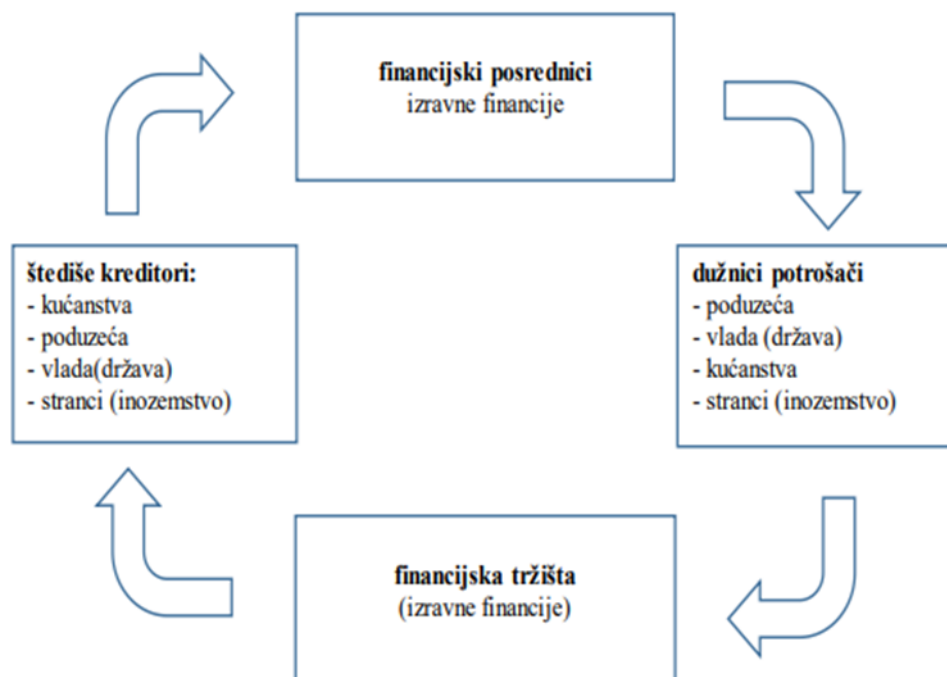 financijski posrednici
izravne financije
štediše kreditori:
- kućanstva
- poduzeća
- vlada(država)
- stranci (inozemstvo)
dužnici potrošači
- poduzeća
- vlada (država)
- kućanstva
- stranci (inozemstvo)
financijska tržišta
(izravne financije)